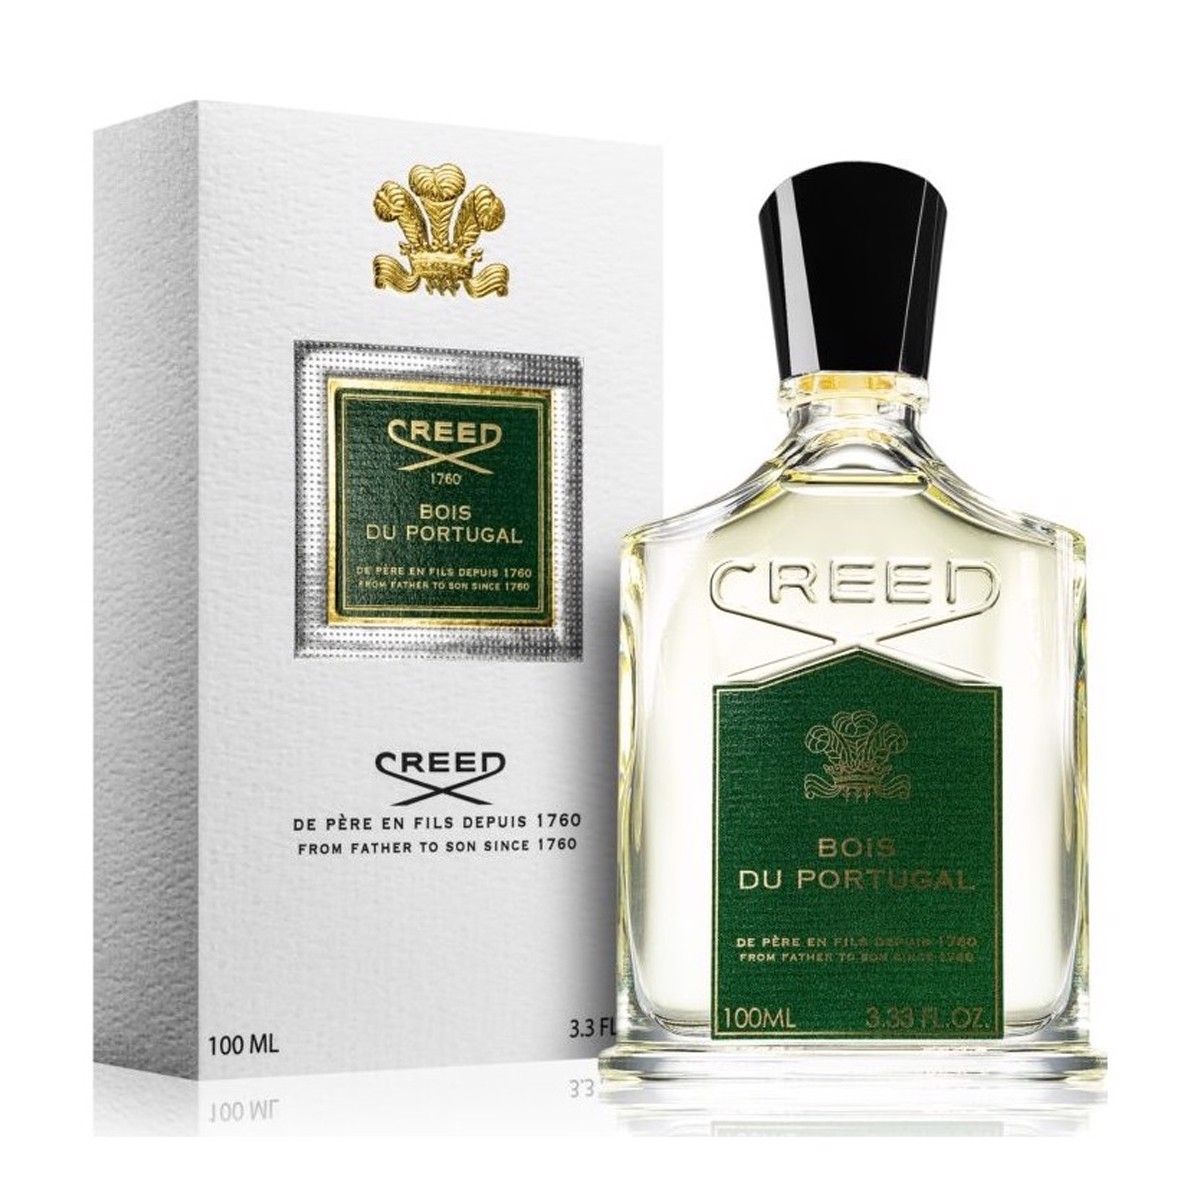 CREED
1760
BOIS
DU PORTUGAL
DE PÈRE EN FILS DEPUIS 1760
FROM FATHER TO SON SINCE 1760
CREED
DE PÈRE EN FILS DEPUIS 1760
FROM FATHER TO SON SINCE 1760
100 ML
3.3 FL
CREED
BOIS
DU PORTUGAL
DE PÈRE EN FILS DEPUIS 1760
FROM FATHER TO SON SINCE 1760
100ML 3.33 FL.OZ.